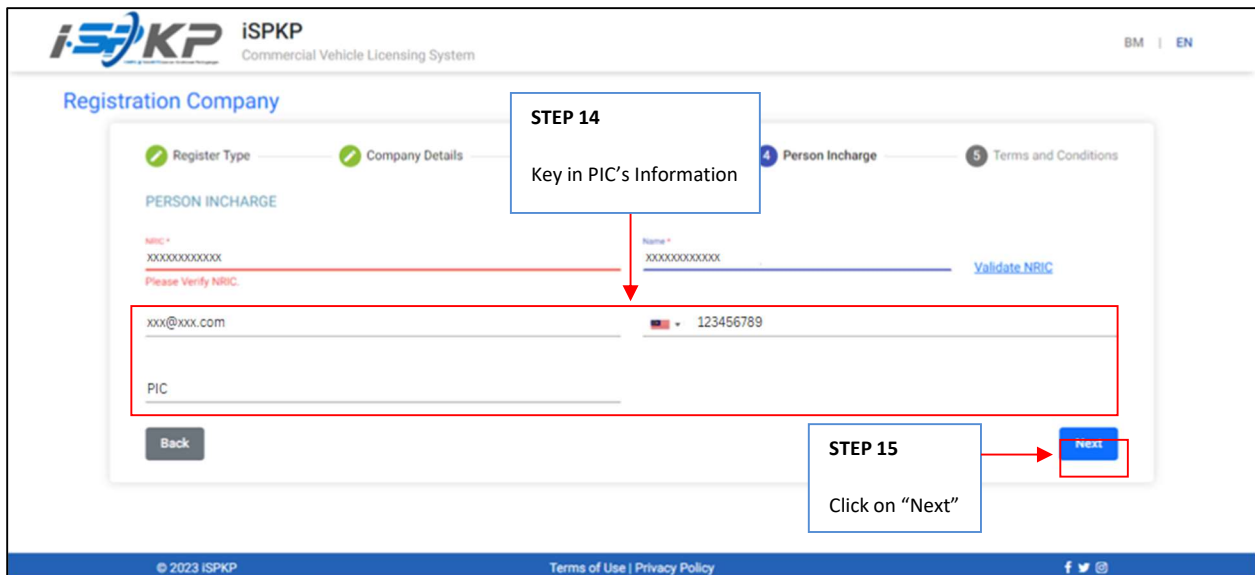 iSPKP
iSPKP
Commercial Vehicle Licensing System
BM | EN
Registration Company
STEP 14
Key in PIC’s Information
Register Type
Company Details
4 Person Incharge
5 Terms and Conditions
PERSON INCHARGE
NRIC *
XXXXXXXXXXXX
Please Verify NRIC.
Name *
XXXXXXXXXXXX
Validate NRIC
xxx@xxx.com
123456789
PIC
Back
STEP 15
Click on “Next”
Next
© 2023 iSPKP
Terms of Use | Privacy Policy